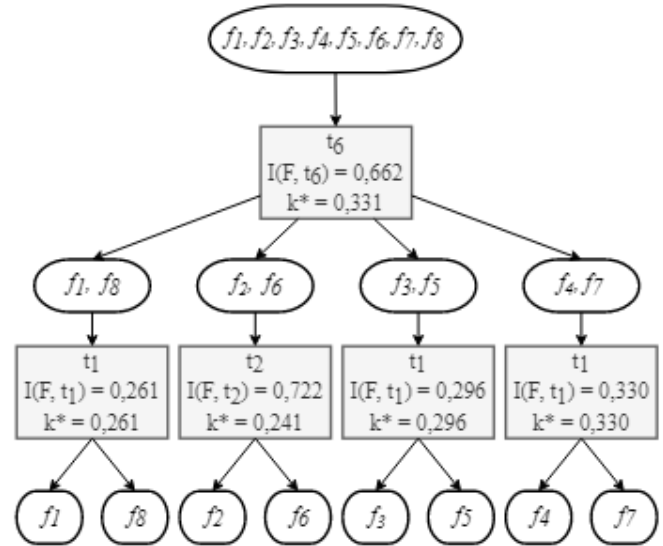 f1, f2, f3, f4, f5, f6, f7, f8
t6
I(F, t6) = 0,662
k* = 0,331
f1, f8
f2, f6
f3, f5
f4, f7
t1
I(F, t1) = 0,261
k* = 0,261
t2
I(F, t2) = 0,722
k* = 0,241
t1
I(F, t1) = 0,296
k* = 0,296
t1
I(F, t1) = 0,330
k* = 0,330
f1
f8
f2
f6
f3
f5
f4
f7